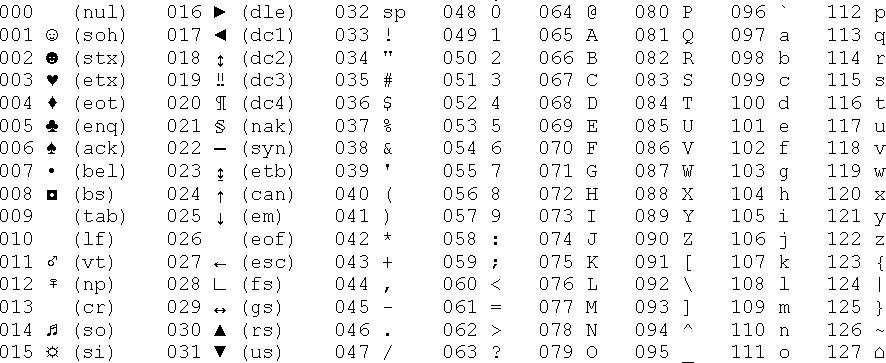 000   (nul)  016 ► (dle)  032 sp  048 0  064 @  080 P  096 `  112 p
001 ☺ (soh)  017 ◄ (dc1)  033 !  049 1  065 A  081 Q  097 a  113 q
002 ☻ (stx)  018 ↕ (dc2)  034 "  050 2  066 B  082 R  098 b  114 r
003 ♥ (etx)  019 ‼ (dc3)  035 #  051 3  067 C  083 S  099 c  115 s
004 ♦ (eot)  020 ¶ (dc4)  036 $  052 4  068 D  084 T  100 d  116 t
005 ♣ (enq)  021 § (nak)  037 %  053 5  069 E  085 U  101 e  117 u
006 ♠ (ack)  022 ▬ (syn)  038 &  054 6  070 F  086 V  102 f  118 v
007 • (bel)  023 ↨ (etb)  039 '  055 7  071 G  087 W  103 g  119 w
008 ◘ (bs)  024 ↑ (can)  040 (  056 8  072 H  088 X  104 h  120 x
009   (tab)  025 ↓ (em)  041 )  057 9  073 I  089 Y  105 i  121 y
010   (lf)  026   (eof)  042 *  058 :  074 J  090 Z  106 j  122 z
011 ♂ (vt)  027 ← (esc)  043 +  059 ;  075 K  091 [  107 k  123 {
012 ♀ (np)  028 ∟ (fs)  044 ,  060 <  076 L  092 \  108 l  124 |
013   (cr)  029 ↔ (gs)  045 -  061 =  077 M  093 ]  109 m  125 }
014 ♬ (so)  030 ▲ (rs)  046 .  062 >  078 N  094 ^  110 n  126 ~
015 ☼ (si)  031 ▼ (us)  047 /  063 ?  079 O  095 _  111 o  127 ⌂